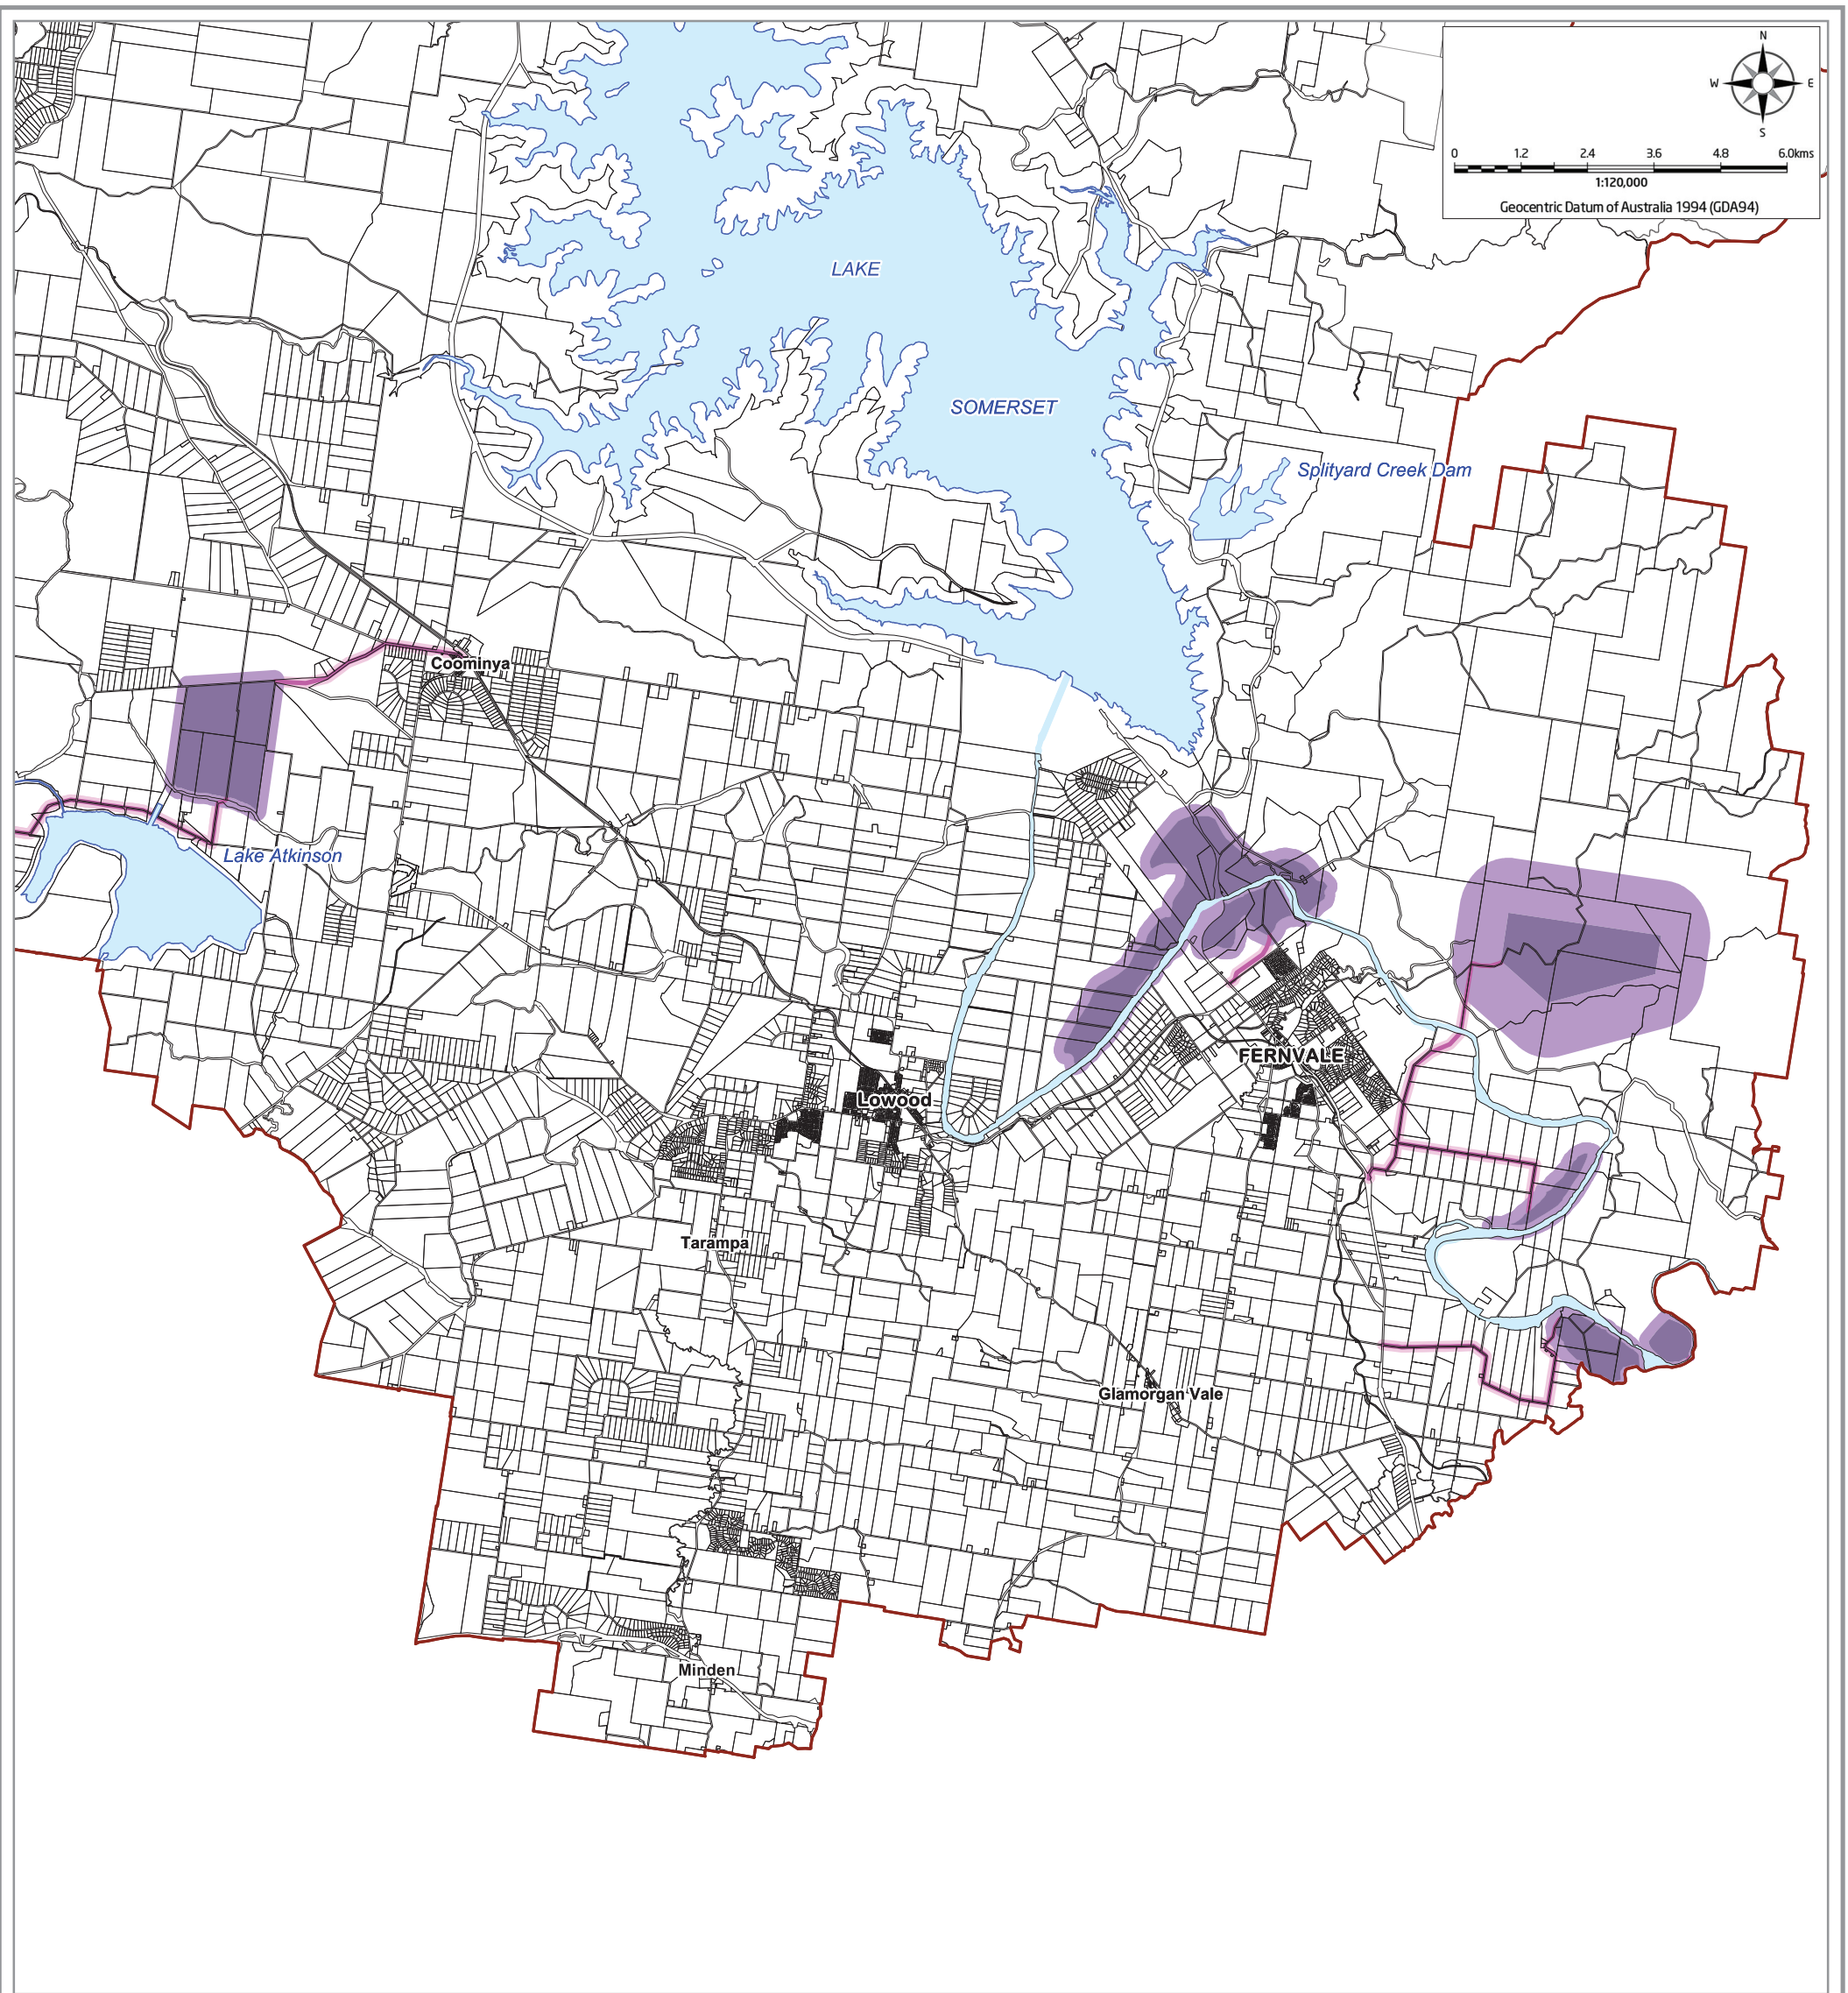 N
W E
S
0 1.2 2.4 3.6 4.8 6.0kms
1:120,000
Geocentric Datum of Australia 1994 (GDA94)
LAKE
SOMERSET
Splityard Creek Dam
Coominya
Lake Atkinson
FERNVALE
Lowood
Tarampa
Glamorgan Vale
Minden